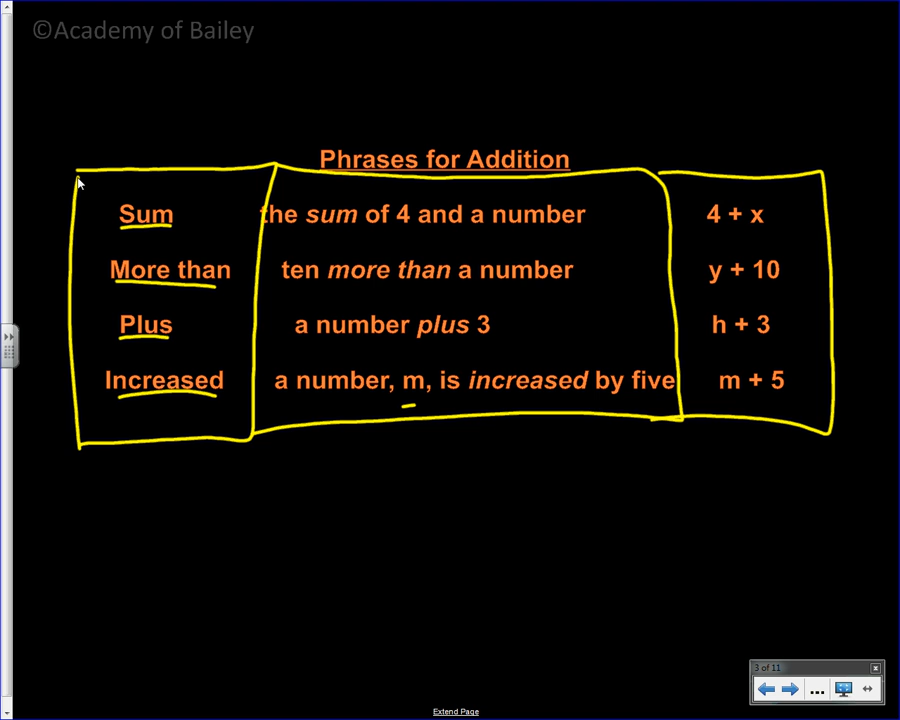 ©Academy of Bailey
Phrases for Addition
Sum the sum of 4 and a number 4 + x
More than ten more than a number y + 10
Plus a number plus 3 h + 3
Increased a number, m, is increased by five m + 5
3 of 11
...
Extend Page